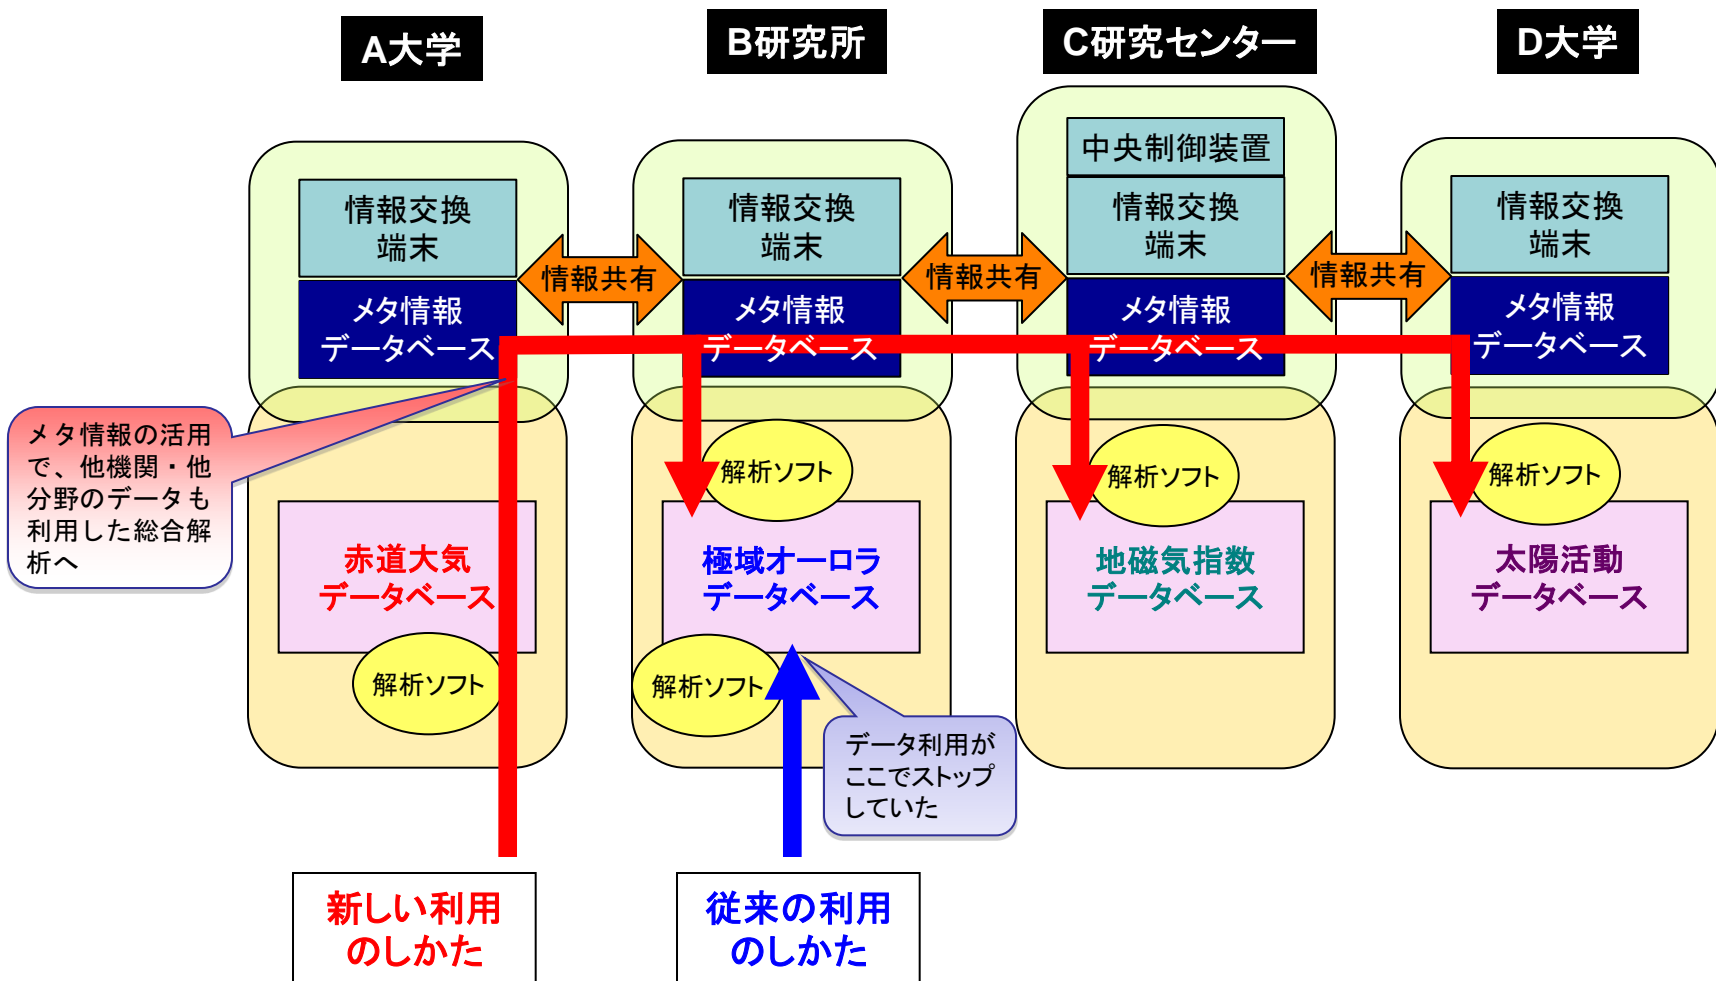 A大学
B研究所
C研究センター
D大学
中央制御装置
情報交換
端末
情報交換
端末
情報交換
端末
情報交換
端末
情報共有
情報共有
情報共有
メタ情報
データベース
メタ情報
データベース
メタ情報
データベース
メタ情報
データベース
メタ情報の活用
で、他機関・他
分野のデータも
利用した総合解
析へ
解析ソフト
解析ソフト
解析ソフト
赤道大気
データベース
極域オーロラ
データベース
地磁気指数
データベース
太陽活動
データベース
解析ソフト
解析ソフト
データ利用が
ここでストップ
していた
新しい利用
のしかた
従来の利用
のしかた